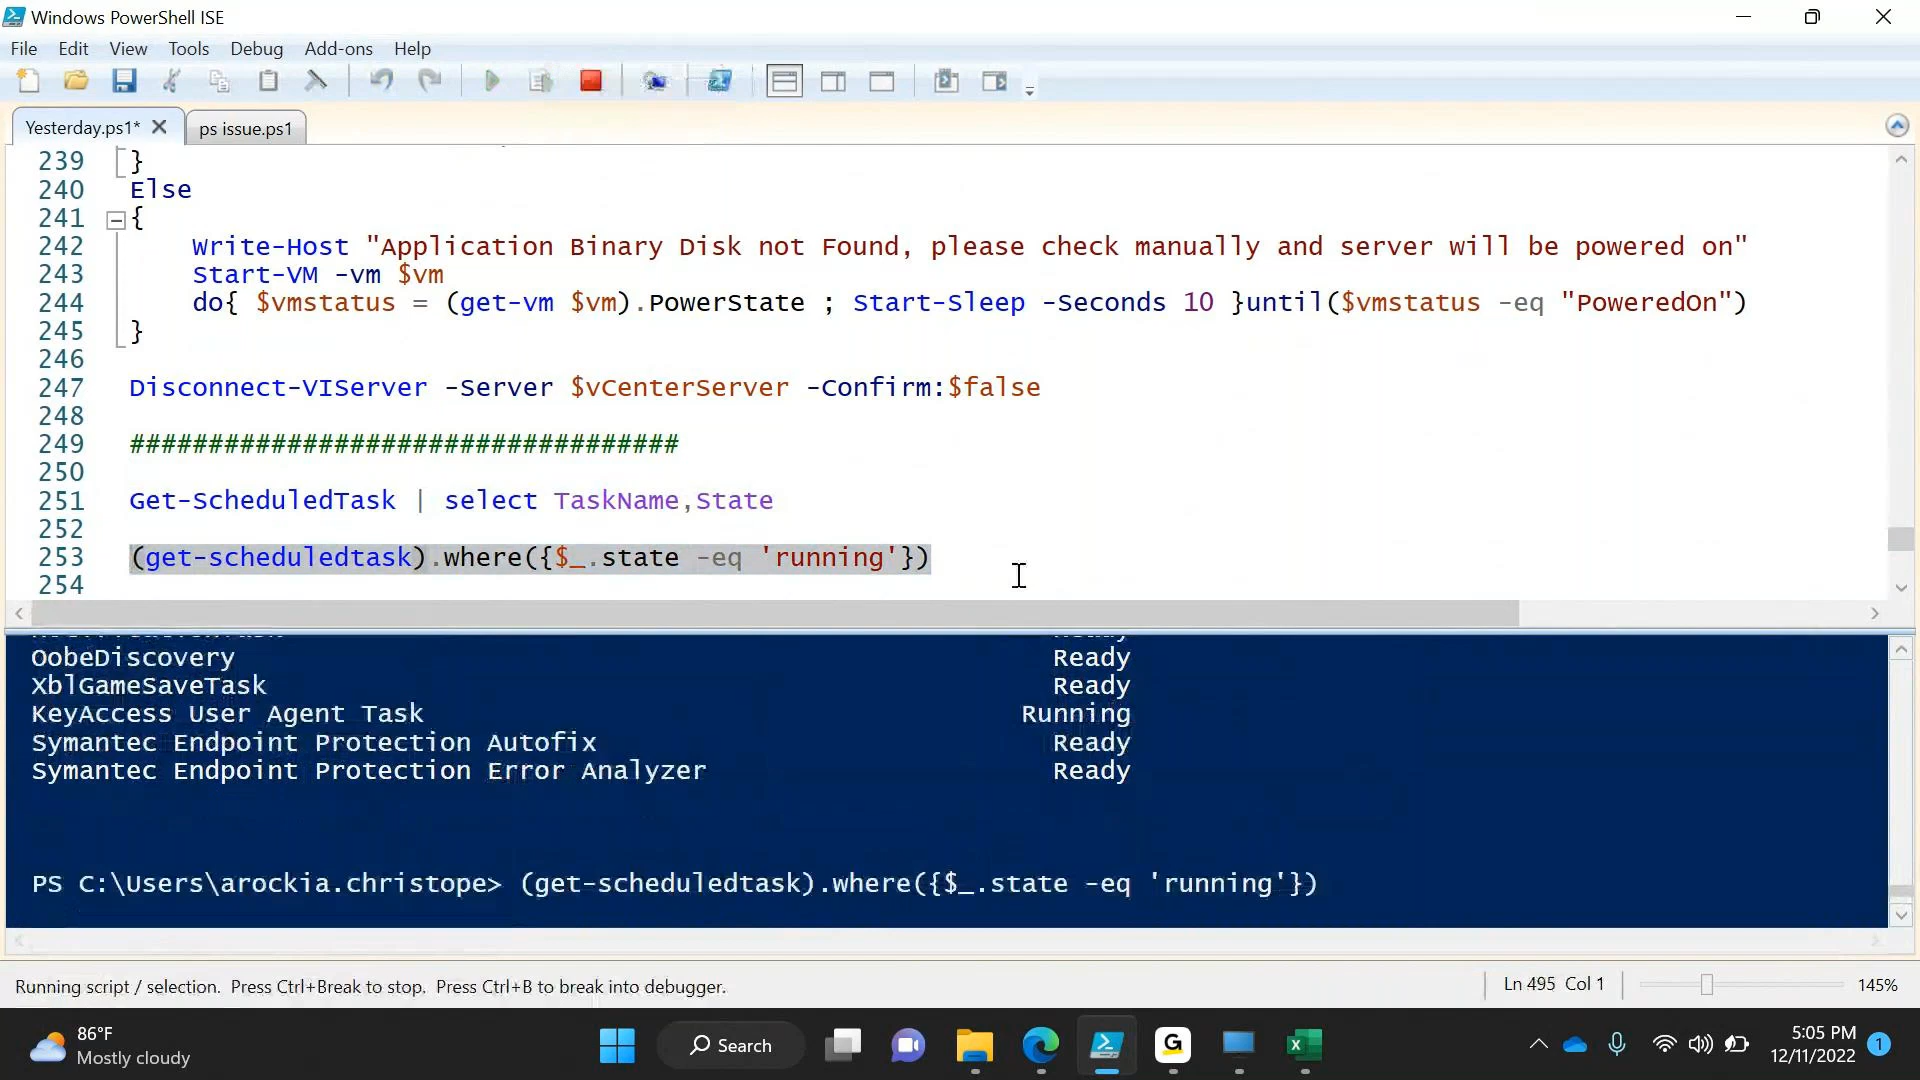 Windows PowerShell ISE
File Edit View Tools Debug Add-ons Help
Yesterday.ps1* ps issue.ps1
239 }
240 Else
241 {
242 Write-Host "Application Binary Disk not Found, please check manually and server will be powered on"
243 Start-VM -vm $vm
244 do{ $vmstatus = (get-vm $vm).PowerState ; Start-Sleep -Seconds 10 }until($vmstatus -eq "PoweredOn")
245 }
246
247 Disconnect-VIServer -Server $vCenterServer -Confirm:$false
248
249 ###################################
250
251 Get-ScheduledTask | select TaskName,State
252
253 (get-scheduledtask).where({$_.state -eq 'running'})
254
OobeDiscovery Ready
XblGameSaveTask Ready
KeyAccess User Agent Task Running
Symantec Endpoint Protection Autofix Ready
Symantec Endpoint Protection Error Analyzer Ready
PS C:\Users\arockia.christope> (get-scheduledtask).where({$_.state -eq 'running'})
Running script / selection. Press Ctrl+Break to stop. Press Ctrl+B to break into debugger. Ln 495 Col 1 145%
86°F
Mostly cloudy
Search
5:05 PM
12/11/2022
1